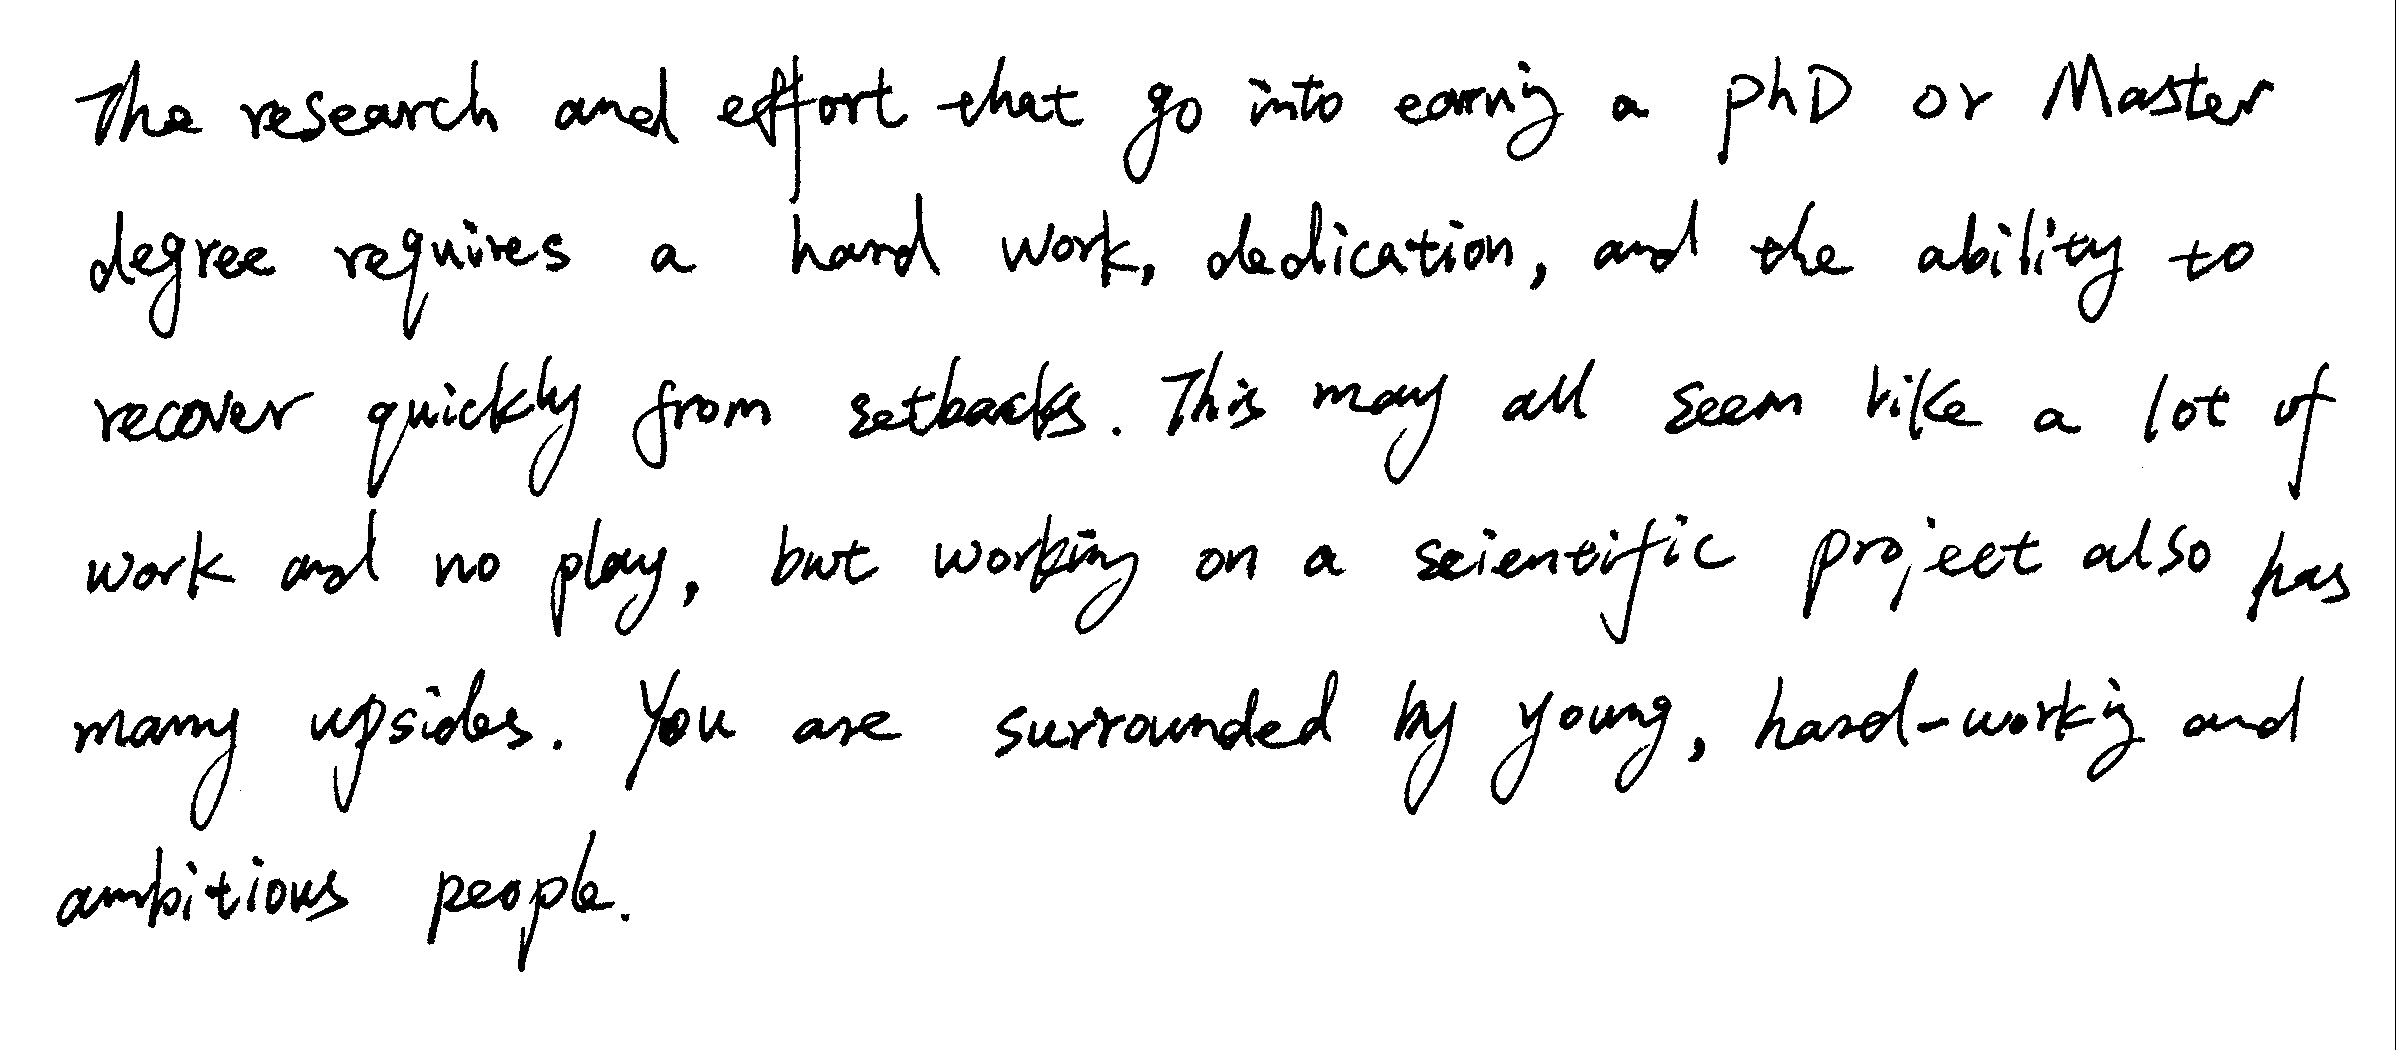 The research and effort that go into earning a phD or Master
degree requires a hard work, dedication, and the ability to
recover quickly from setbacks. This may all seem like a lot of
work and no play, but working on a scientific project also has
many upsides. You are surrounded by young, hard-working and
ambitious people.